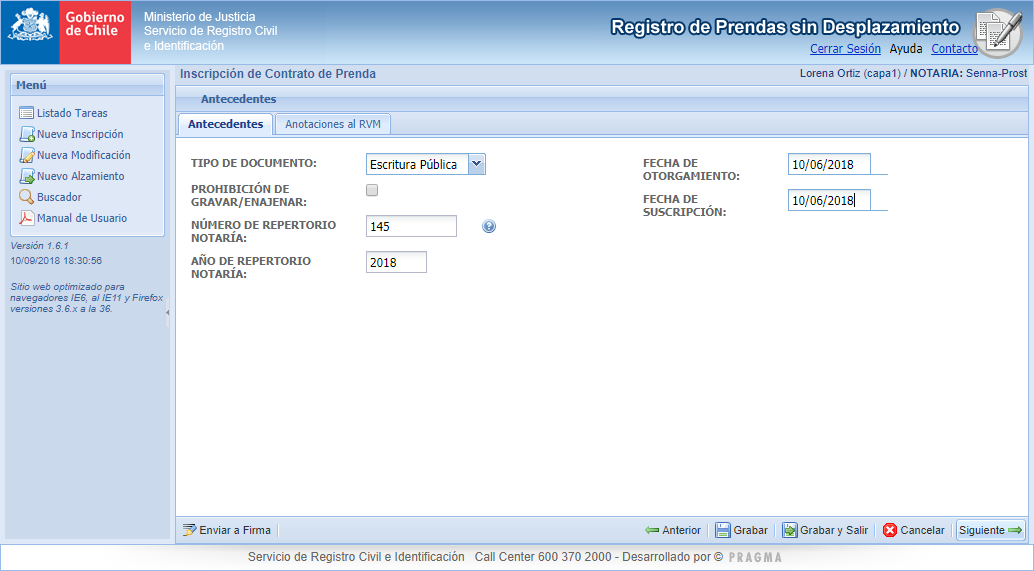 Gobierno
de Chile
Ministerio de Justicia
Servicio de Registro Civil
e Identificación
Registro de Prendas sin Desplazamiento
Cerrar Sesión Ayuda Contacto
Inscripción de Contrato de Prenda
Lorena Ortiz (capa1) / NOTARIA: Senna-Prost
Menú
Listado Tareas
Nueva Inscripción
Nueva Modificación
Nuevo Alzamiento
Buscador
Manual de Usuario
Versión 1.6.1
10/09/2018 18:30:56
Sitio web optimizado para
navegadores IE6, al IE11 y Firefox
versiones 3.6.x a la 36.
Antecedentes
Antecedentes Anotaciones al RVM
TIPO DE DOCUMENTO: Escritura Pública
PROHIBICIÓN DE
GRAVAR/ENAJENAR:
NÚMERO DE REPERTORIO
NOTARÍA: 145
AÑO DE REPERTORIO
NOTARÍA: 2018
FECHA DE
OTORGAMIENTO: 10/06/2018
FECHA DE
SUSCRIPCIÓN: 10/06/2018
Enviar a Firma Anterior Grabar Grabar y Salir Cancelar Siguiente
Servicio de Registro Civil e Identificación Call Center 600 370 2000 - Desarrollado por © PRAGMA